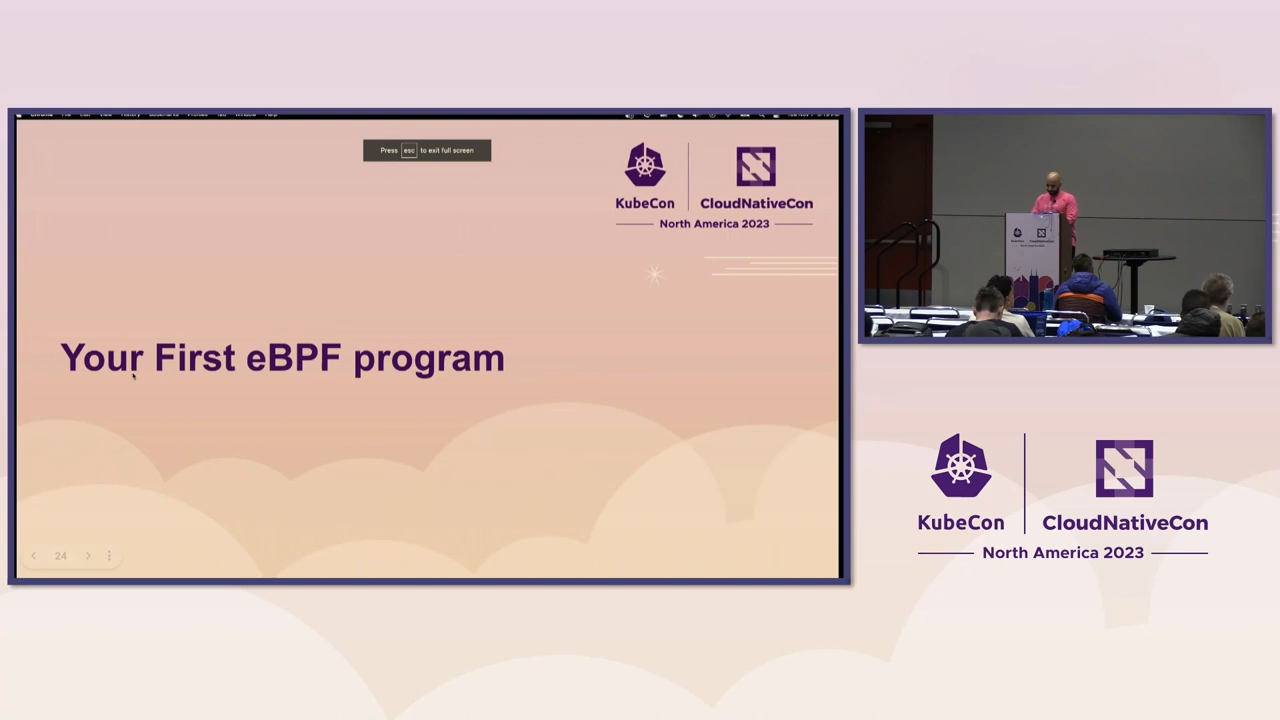 Press esc to exit full screen
KubeCon
CloudNativeCon
North America 2023
Your First eBPF program
24
KubeCon
CloudNativeCon
North America 2023